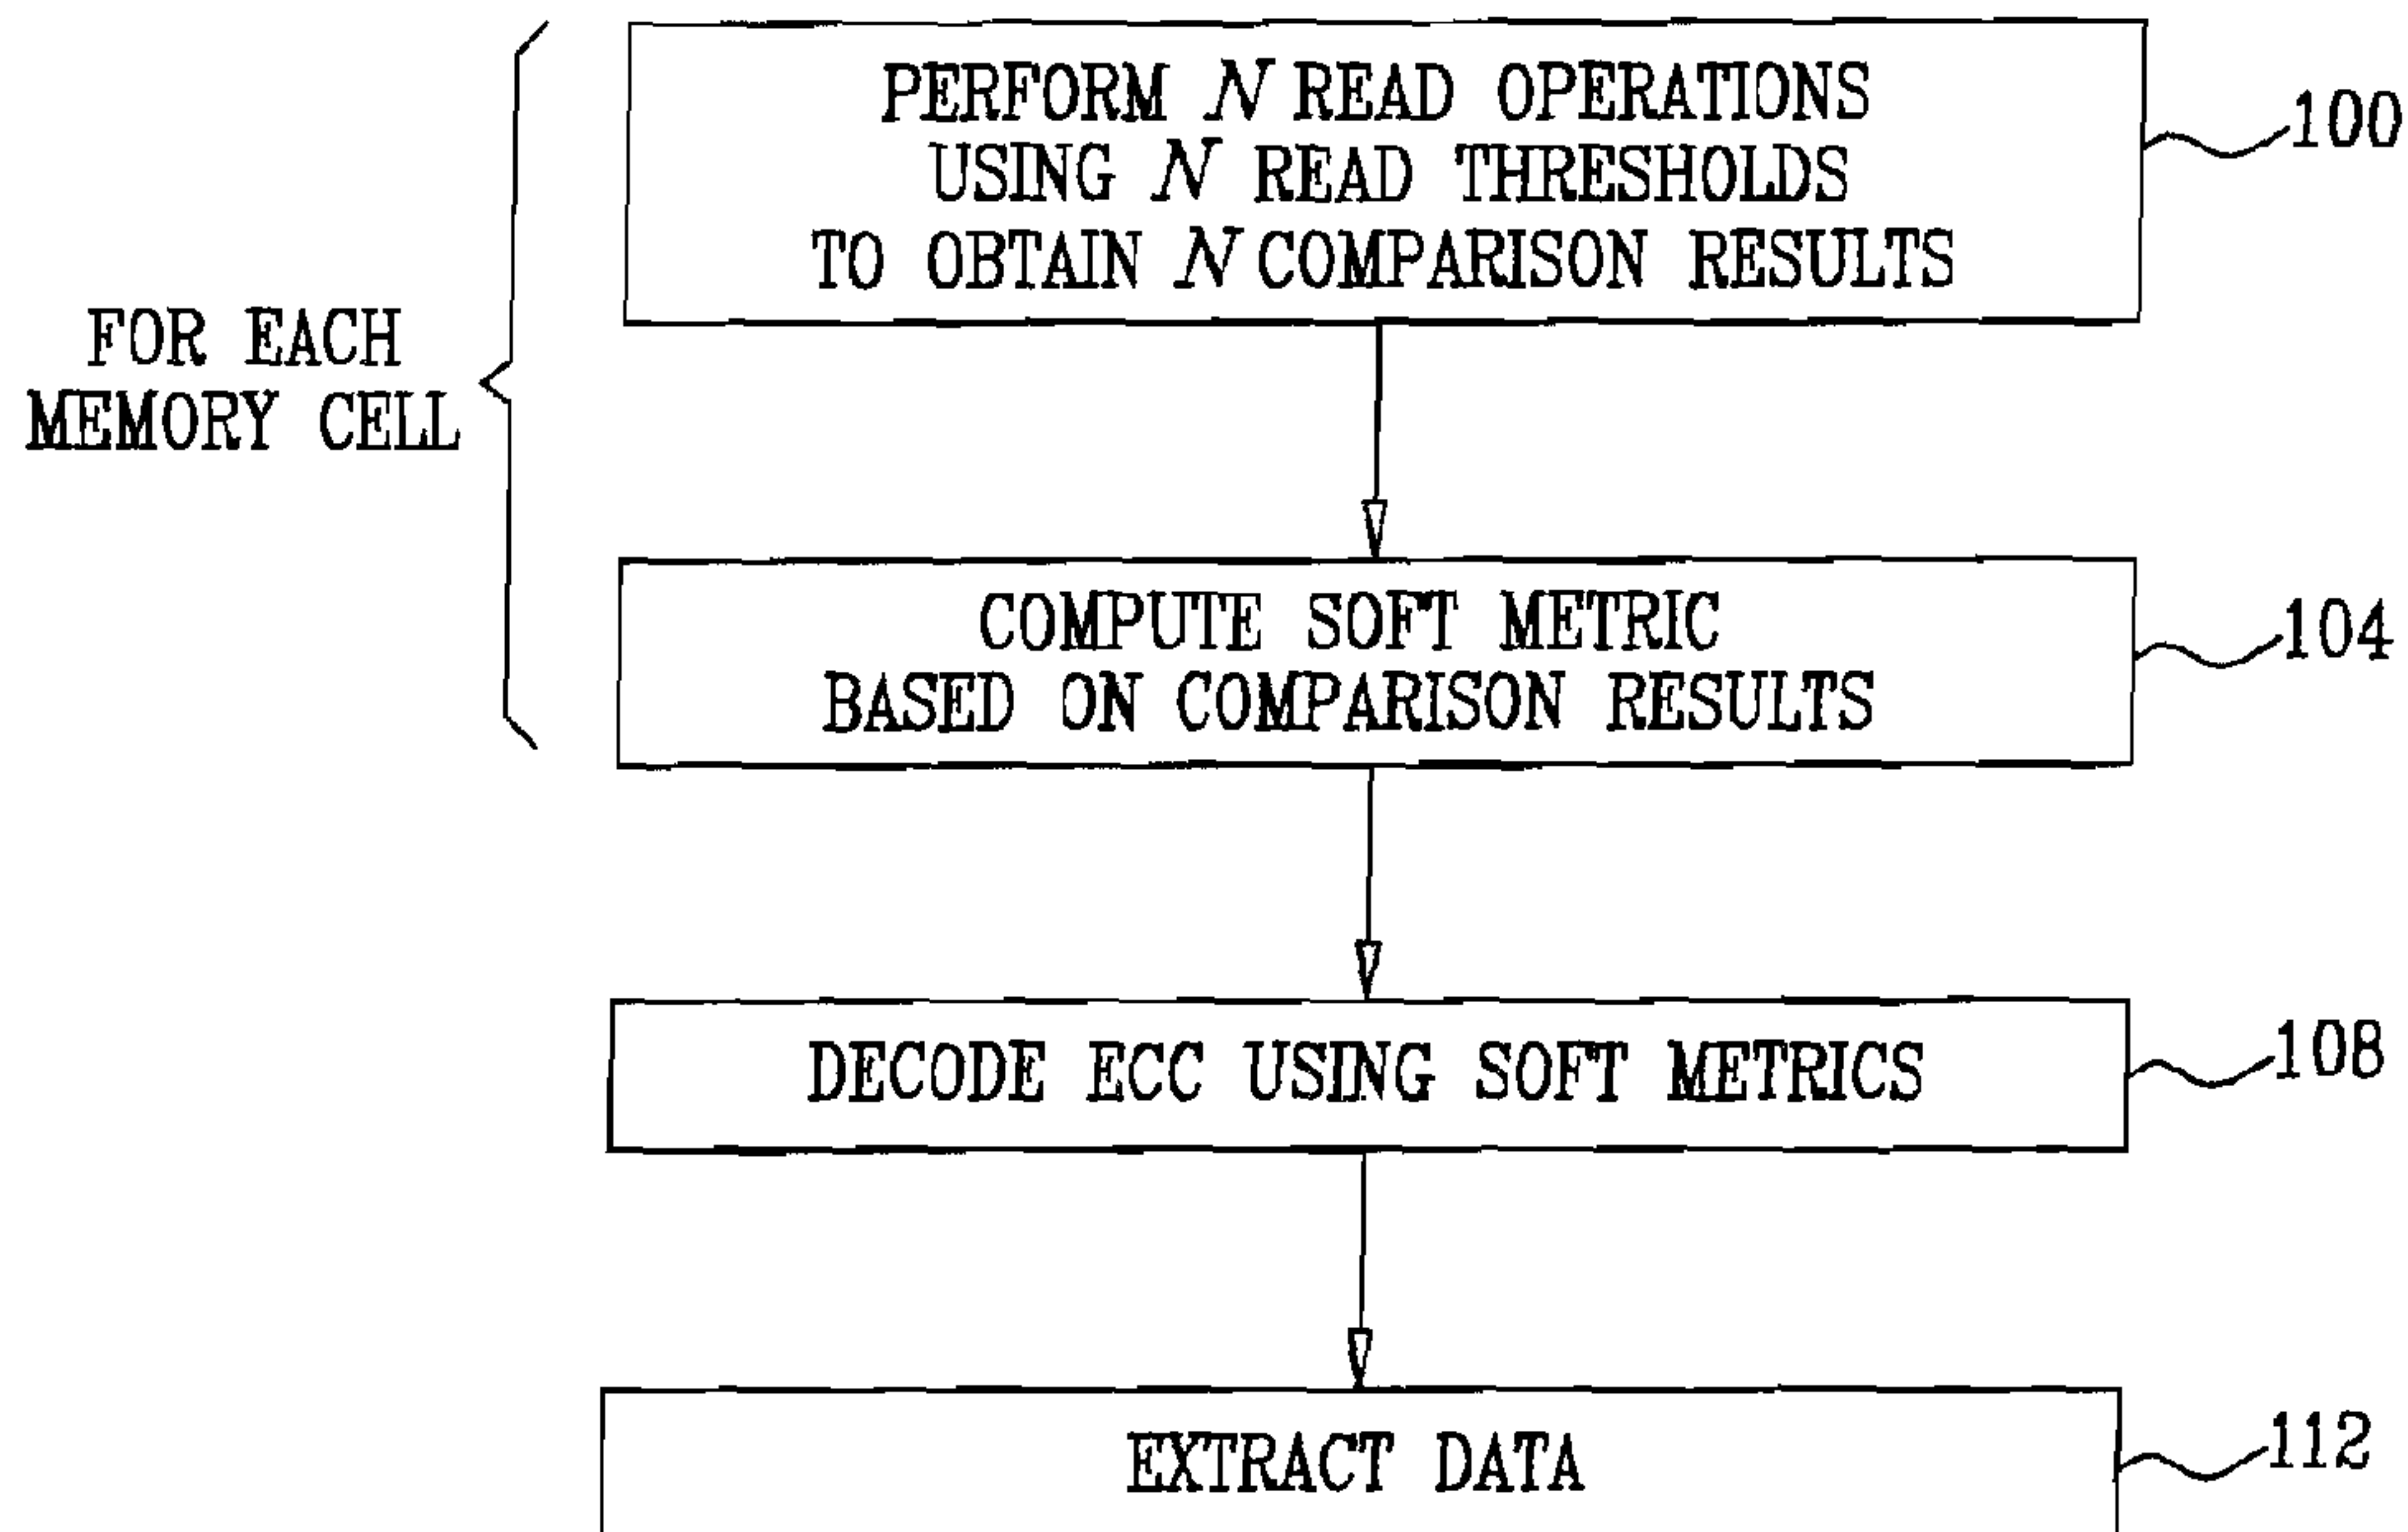 PERFORM N READ OPERATIONS
USING N READ THRESHOLDS
TO OBTAIN N COMPARISON RESULTS
100
FOR EACH
MEMORY CELL
COMPUTE SOFT METRIC
BASED ON COMPARISON RESULTS
104
DECODE ECC USING SOFT METRICS
108
EXTRACT DATA
112